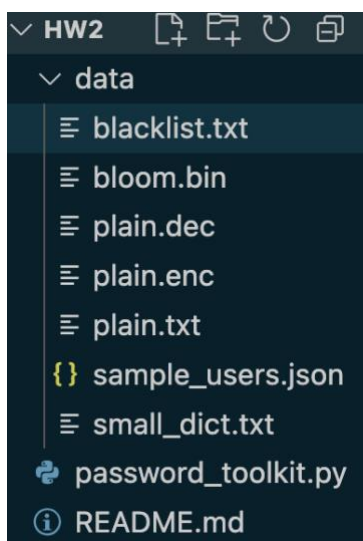 HW2
data
blacklist.txt
bloom.bin
plain.dec
plain.enc
plain.txt
{} sample_users.json
small_dict.txt
password_toolkit.py
README.md